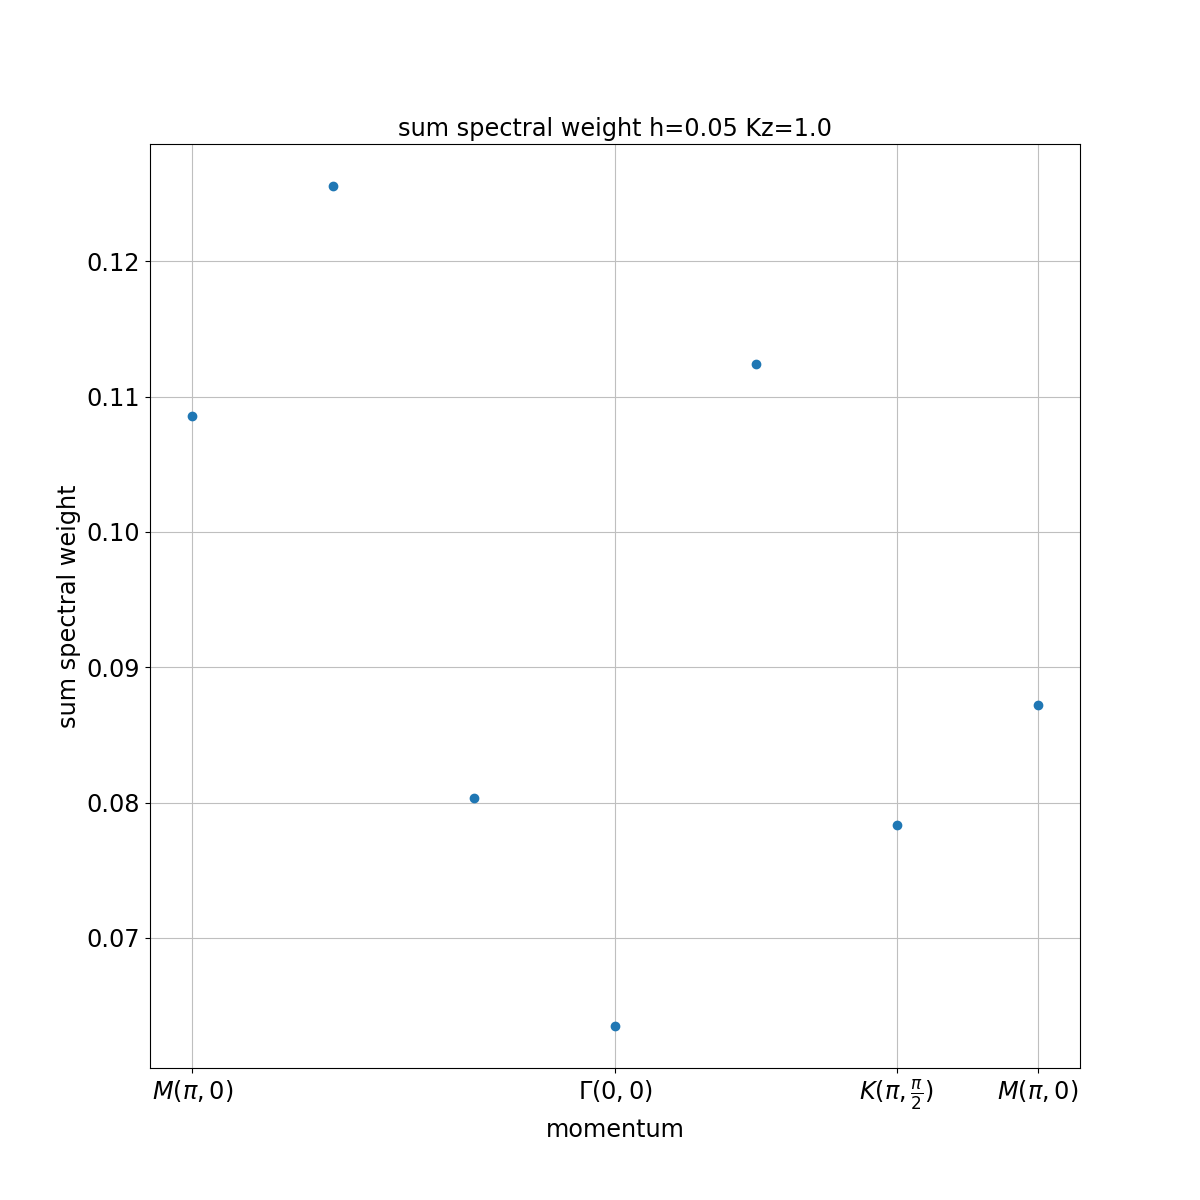 sum spectral weight h=0.05 Kz=1.0
0.12
0.11
0.10
0.09
0.08
0.07
sum spectral weight
M(π, 0)
Γ(0, 0)
K(π, π/2)
M(π, 0)
momentum